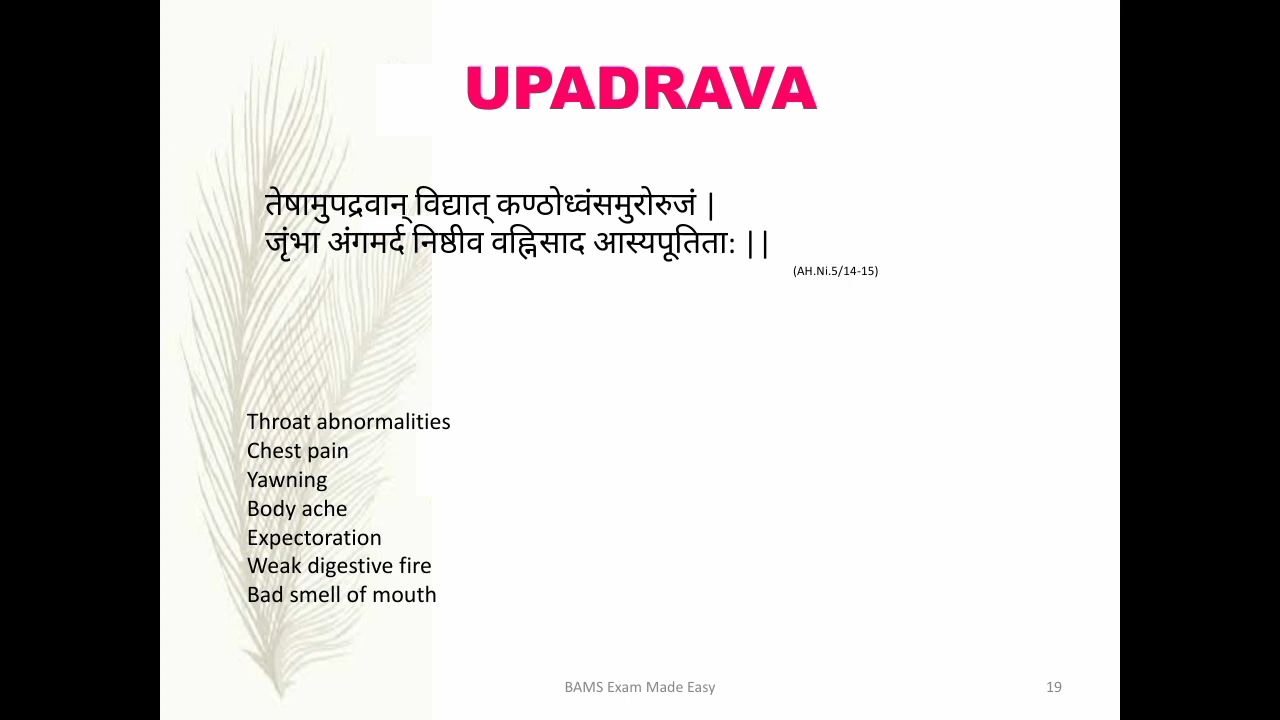 UPADRAVA
तेषामुपद्रवान् विद्यात् कण्ठोध्वंसमुरोरुजं |
जृंभा अंगमर्द निष्ठीव वह्निसाद आस्यपूतिताः ||
(AH.Ni.5/14-15)
Throat abnormalities
Chest pain
Yawning
Body ache
Expectoration
Weak digestive fire
Bad smell of mouth
BAMS Exam Made Easy
19